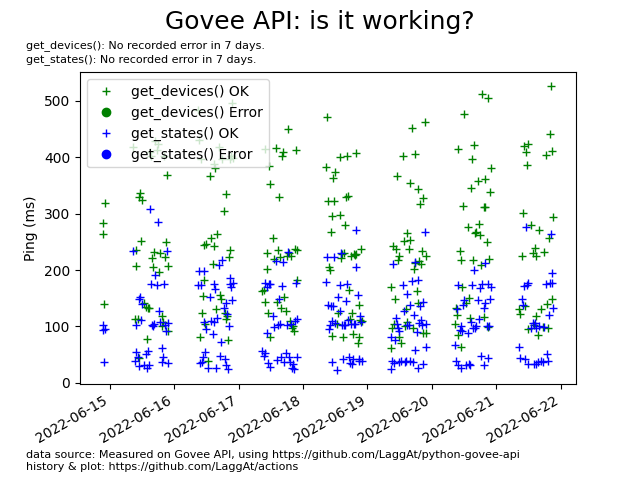 Govee API: is it working?
get_devices(): No recorded error in 7 days.
get_states(): No recorded error in 7 days.
get_devices() OK
get_devices() Error
get_states() OK
get_states() Error
Ping (ms)
500
400
300
200
100
0
2022-06-15
2022-06-16
2022-06-17
2022-06-18
2022-06-19
2022-06-20
2022-06-21
2022-06-22
data source: Measured on Govee API, using https://github.com/LaggAt/python-govee-api
history & plot: https://github.com/LaggAt/actions